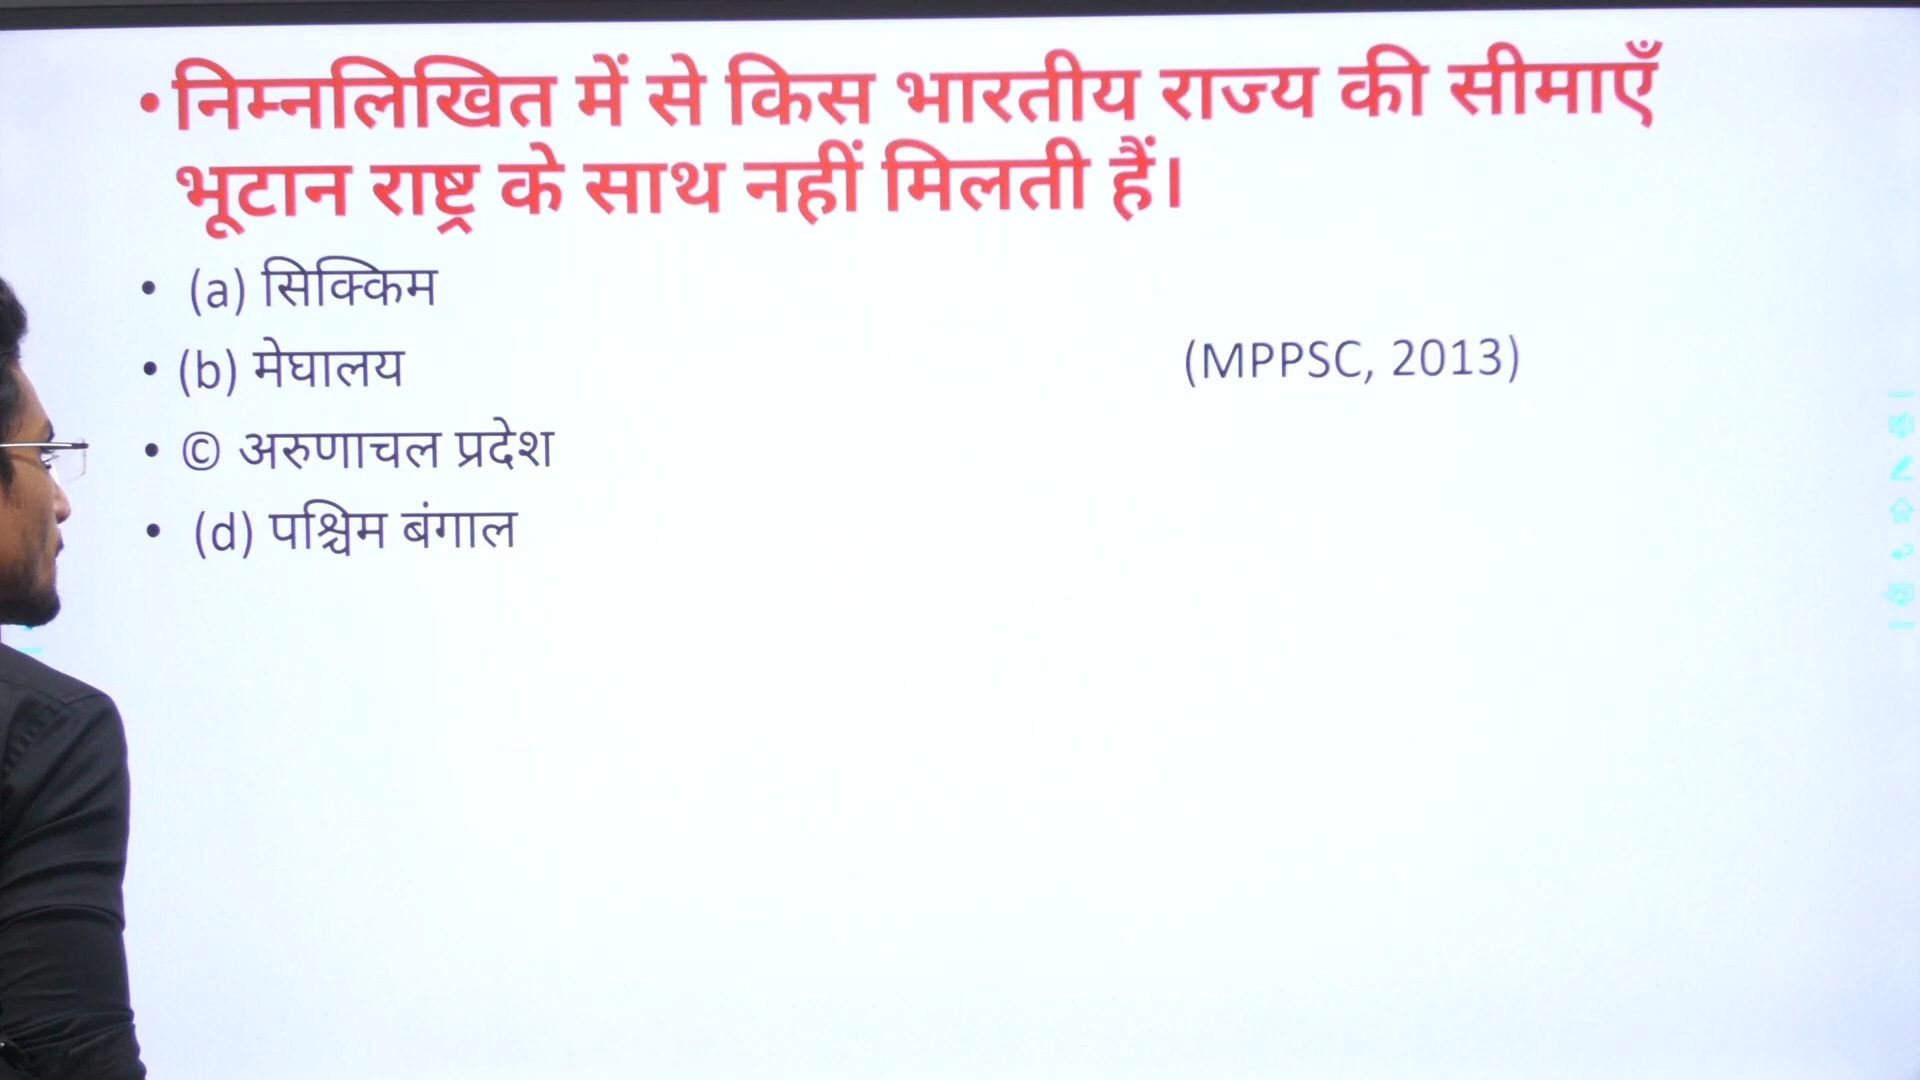 • निम्नलिखित में से किस भारतीय राज्य की सीमाएँ
भूटान राष्ट्र के साथ नहीं मिलती हैं।
• (a) सिक्किम
• (b) मेघालय
(MPPSC, 2013)
• © अरुणाचल प्रदेश
• (d) पश्चिम बंगाल